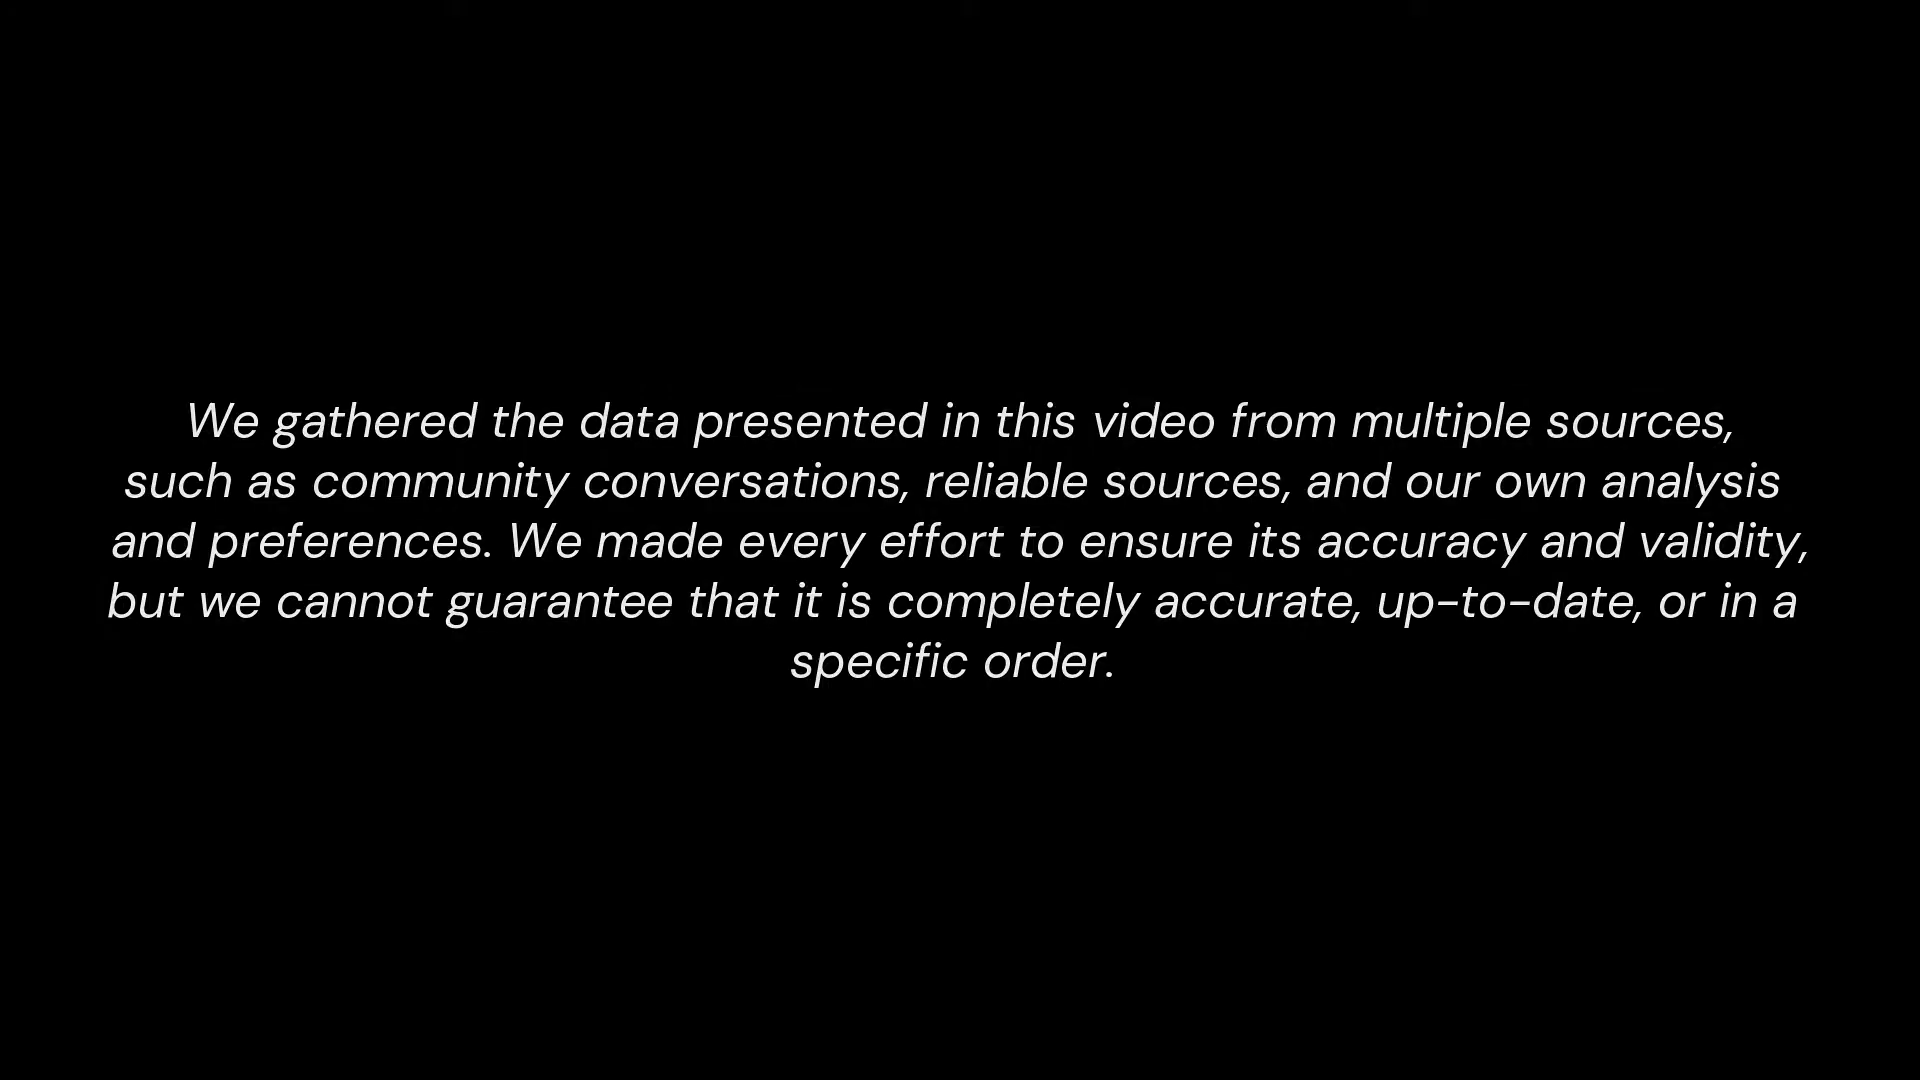 We gathered the data presented in this video from multiple sources,
such as community conversations, reliable sources, and our own analysis
and preferences. We made every effort to ensure its accuracy and validity,
but we cannot guarantee that it is completely accurate, up-to-date, or in a
specific order.